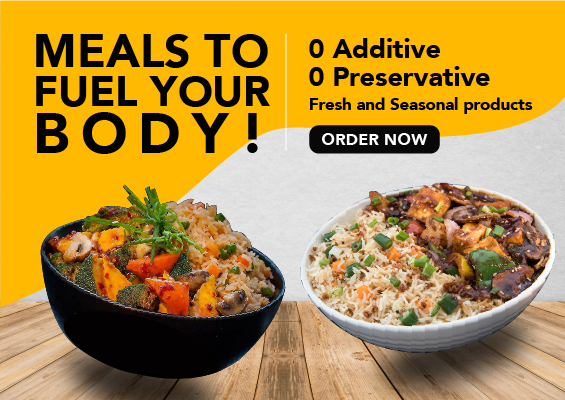 MEALS TO
FUEL YOUR
BODY!
0 Additive
0 Preservative
Fresh and Seasonal products
ORDER NOW